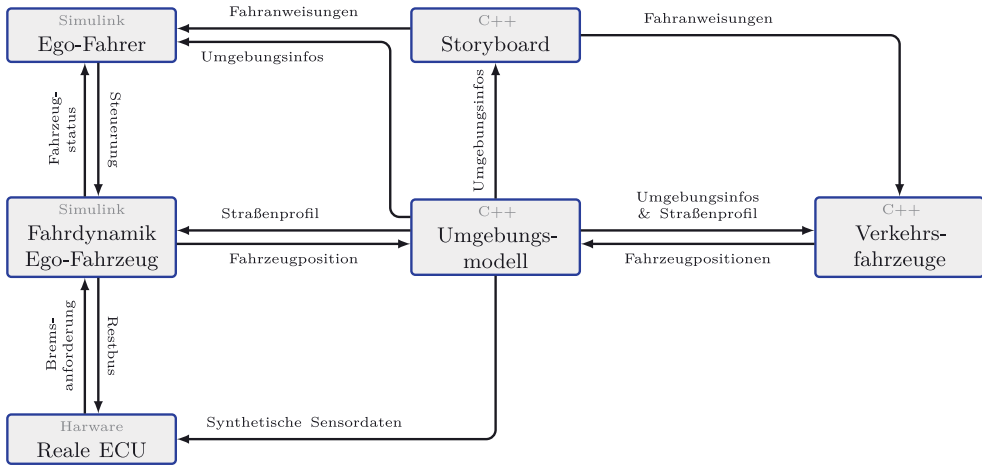 Simulink
Ego-Fahrer
Fahranweisungen
Umgebungsinfos
C++
Storyboard
Fahranweisungen
Fahrzeug-
status
Steuerung
Umgebungsinfos
Simulink
Fahrdynamik
Ego-Fahrzeug
Straßenprofil
Fahrzeugposition
C++
Umgebungs-
modell
Umgebungsinfos
& Straßenprofil
Fahrzeugpositionen
C++
Verkehrs-
fahrzeuge
Brems-
anforderung
Restbus
Harware
Reale ECU
Synthetische Sensordaten